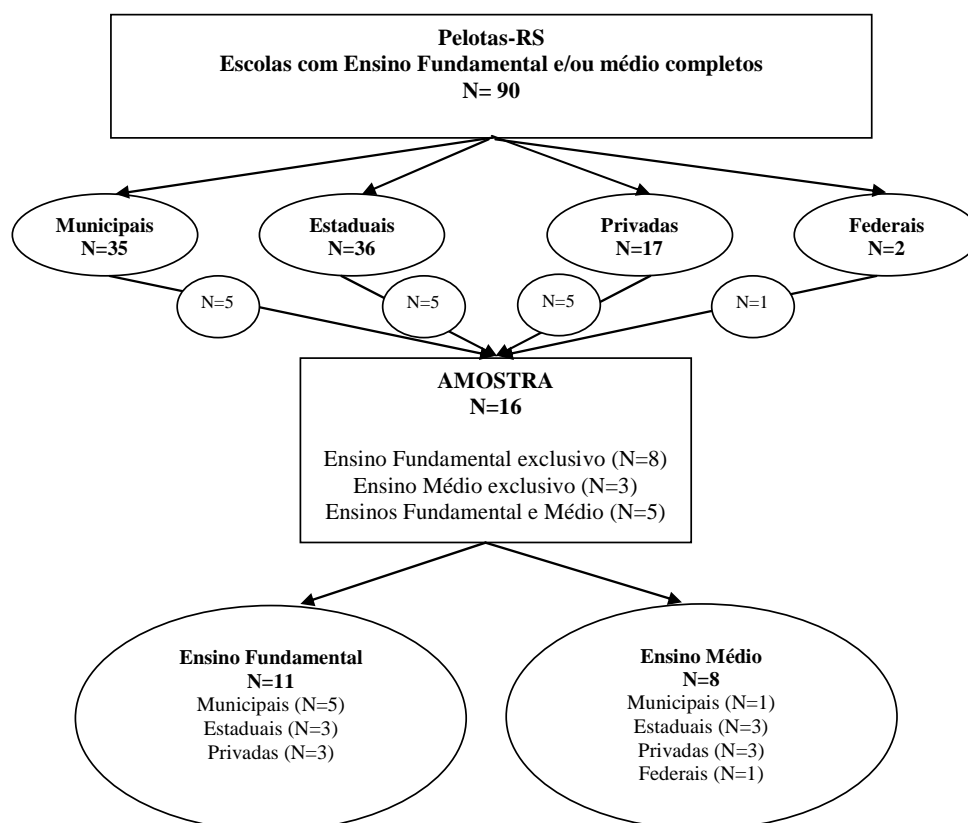 Pelotas-RS
Escolas com Ensino Fundamental e/ou médio completos
N= 90
Municipais
N=35
Estaduais
N=36
Privadas
N=17
Federais
N=2
N=5
N=5
N=5
N=1
AMOSTRA
N=16
Ensino Fundamental exclusivo (N=8)
Ensino Médio exclusivo (N=3)
Ensinos Fundamental e Médio (N=5)
Ensino Fundamental
N=11
Municipais (N=5)
Estaduais (N=3)
Privadas (N=3)
Ensino Médio
N=8
Municipais (N=1)
Estaduais (N=3)
Privadas (N=3)
Federais (N=1)